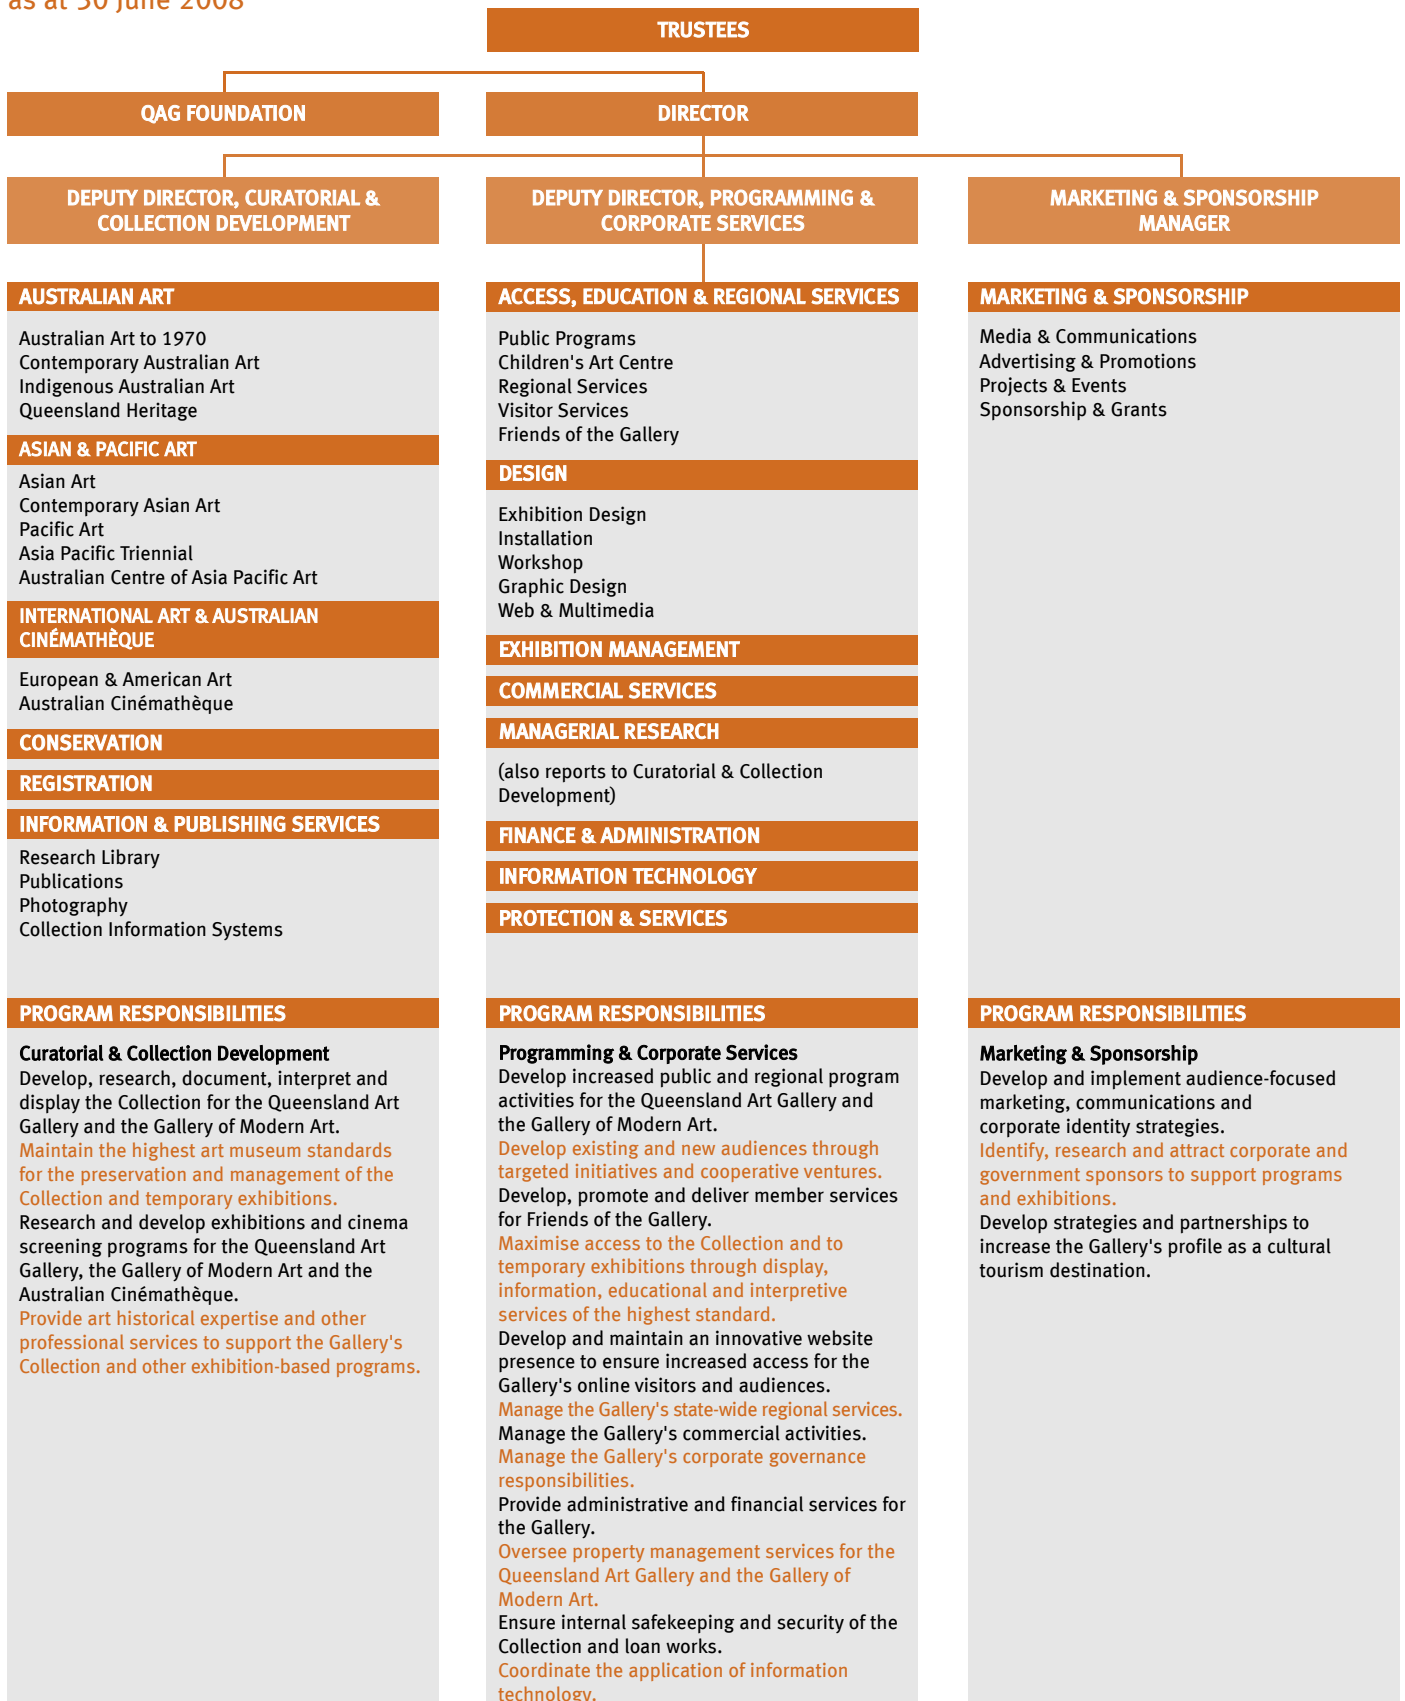 as at 30 June 2008
TRUSTEES
QAG FOUNDATION
DIRECTOR
DEPUTY DIRECTOR, CURATORIAL &
COLLECTION DEVELOPMENT
DEPUTY DIRECTOR, PROGRAMMING &
CORPORATE SERVICES
MARKETING & SPONSORSHIP
MANAGER
AUSTRALIAN ART
Australian Art to 1970
Contemporary Australian Art
Indigenous Australian Art
Queensland Heritage
ASIAN & PACIFIC ART
Asian Art
Contemporary Asian Art
Pacific Art
Asia Pacific Triennial
Australian Centre of Asia Pacific Art
INTERNATIONAL ART & AUSTRALIAN
CINÉMATHÈQUE
European & American Art
Australian Cinémathèque
CONSERVATION
REGISTRATION
INFORMATION & PUBLISHING SERVICES
Research Library
Publications
Photography
Collection Information Systems
PROGRAM RESPONSIBILITIES
Curatorial & Collection Development
Develop, research, document, interpret and
display the Collection for the Queensland Art
Gallery and the Gallery of Modern Art.
Maintain the highest art museum standards
for the preservation and management of the
Collection and temporary exhibitions.
Research and develop exhibitions and cinema
screening programs for the Queensland Art
Gallery, the Gallery of Modern Art and the
Australian Cinémathèque.
Provide art historical expertise and other
professional services to support the Gallery's
Collection and other exhibition-based programs.
ACCESS, EDUCATION & REGIONAL SERVICES
Public Programs
Children's Art Centre
Regional Services
Visitor Services
Friends of the Gallery
DESIGN
Exhibition Design
Installation
Workshop
Graphic Design
Web & Multimedia
EXHIBITION MANAGEMENT
COMMERCIAL SERVICES
MANAGERIAL RESEARCH
(also reports to Curatorial & Collection
Development)
FINANCE & ADMINISTRATION
INFORMATION TECHNOLOGY
PROTECTION & SERVICES
PROGRAM RESPONSIBILITIES
Programming & Corporate Services
Develop increased public and regional program
activities for the Queensland Art Gallery and
the Gallery of Modern Art.
Develop existing and new audiences through
targeted initiatives and cooperative ventures.
Develop, promote and deliver member services
for Friends of the Gallery.
Maximise access to the Collection and to
temporary exhibitions through display,
information, educational and interpretive
services of the highest standard.
Develop and maintain an innovative website
presence to ensure increased access for the
Gallery's online visitors and audiences.
Manage the Gallery's state-wide regional services.
Manage the Gallery's commercial activities.
Manage the Gallery's corporate governance
responsibilities.
Provide administrative and financial services for
the Gallery.
Oversee property management services for the
Queensland Art Gallery and the Gallery of
Modern Art.
Ensure internal safekeeping and security of the
Collection and loan works.
Coordinate the application of information
technology.
MARKETING & SPONSORSHIP
Media & Communications
Advertising & Promotions
Projects & Events
Sponsorship & Grants
PROGRAM RESPONSIBILITIES
Marketing & Sponsorship
Develop and implement audience-focused
marketing, communications and
corporate identity strategies.
Identify, research and attract corporate and
government sponsors to support programs
and exhibitions.
Develop strategies and partnerships to
increase the Gallery's profile as a cultural
tourism destination.